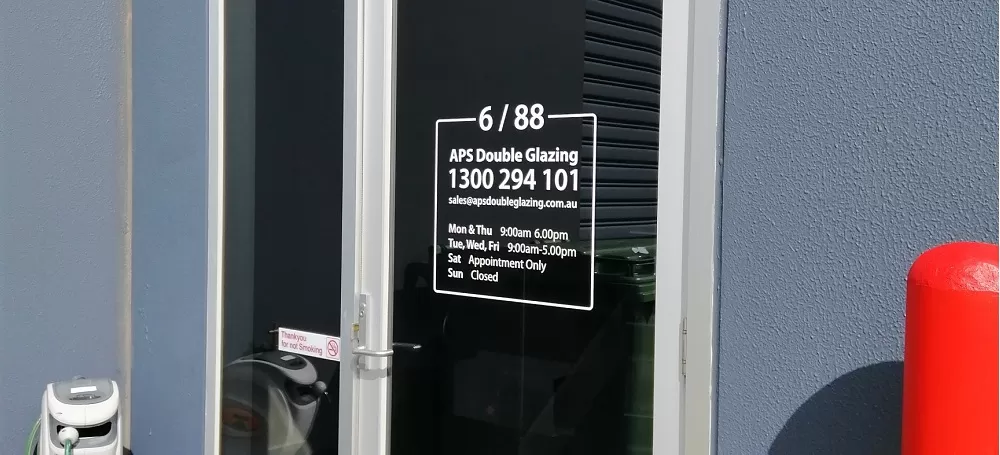 6 / 88
APS Double Glazing
1300 294 101
sales@apsdoubleglazing.com.au
Mon & Thu 9:00am 6.00pm
Tue, Wed, Fri 9:00am-5.00pm
Sat Appointment Only
Sun Closed
Thankyou
for not Smoking